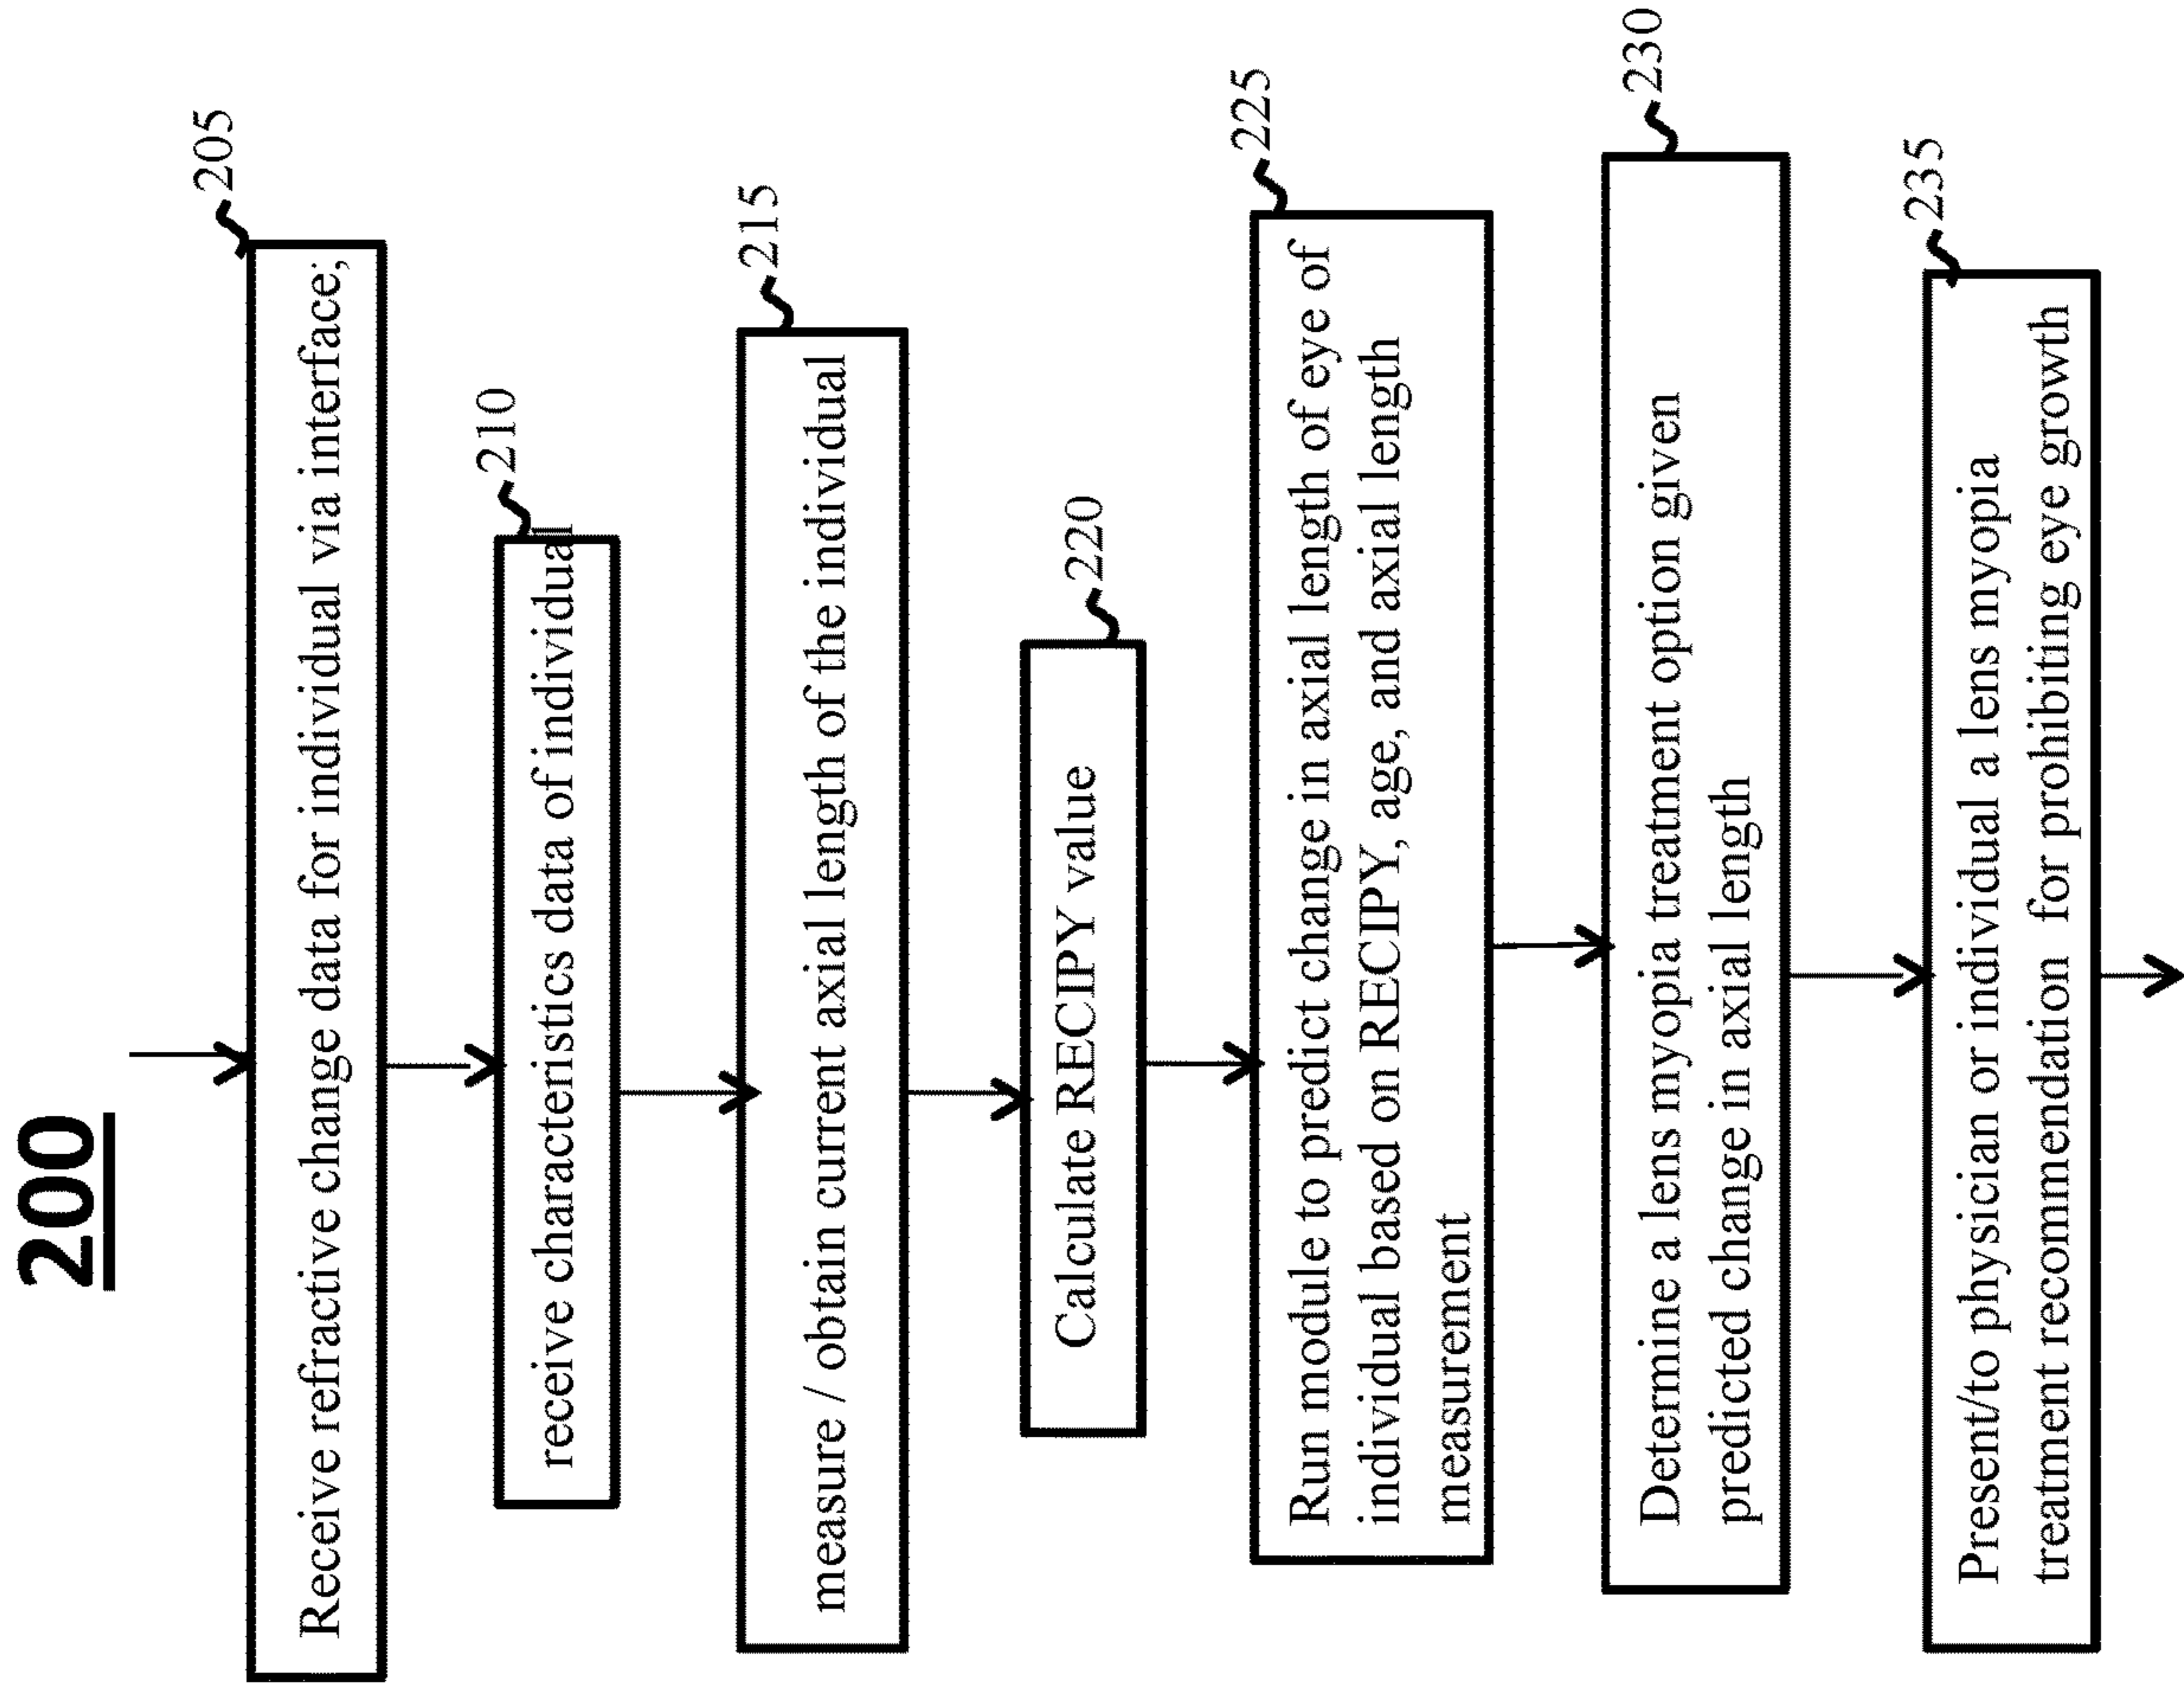 200
205
Receive refractive change data for individual via interface;
210
receive characteristics data of individual
215
measure / obtain current axial length of the individual
220
Calculate RECIPY value
225
Run module to predict change in axial length of eye of
individual based on RECIPY, age, and axial length
measurement
230
Determine a lens myopia treatment option given
predicted change in axial length
235
Present/to physician or individual a lens myopia
treatment recommendation for prohibiting eye growth